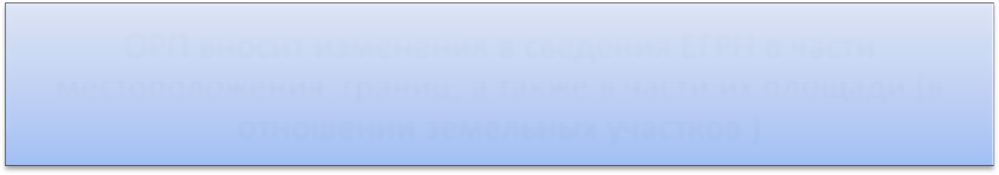 ОРП вносит изменения в сведения ЕГРН в части
местоположения границ, а также в части их площади (в
отношении земельных участков )